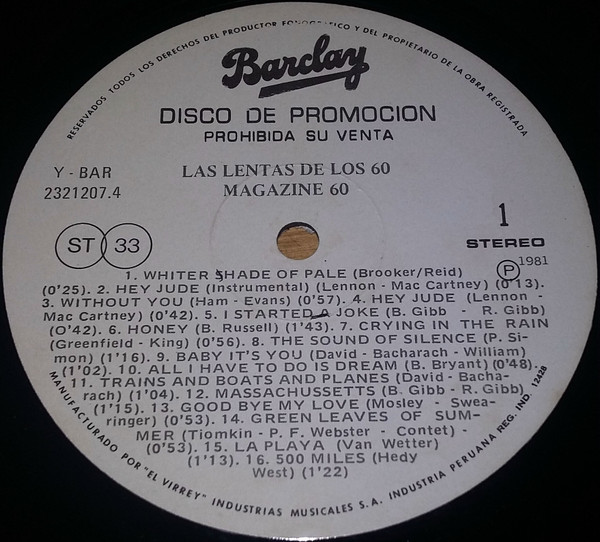 RESERVADOS TODOS LOS DERECHOS DEL PRODUCTOR FONOGRAFICO Y DEL PROPIETARIO DE LA OBRA REGISTRADA
Barclay
DISCO DE PROMOCION
PROHIBIDA SU VENTA
Y - BAR
2321207.4
LAS LENTAS DE LOS 60
MAGAZINE 60
ST 33
1
STEREO
P 1981
1. WHITER SHADE OF PALE (Brooker/Reid)
(0'25). 2. HEY JUDE (Instrumental) (Lennon - Mac Cartney) (0'13).
3. WITHOUT YOU (Ham - Evans) (0'57). 4. HEY JUDE (Lennon -
Mac Cartney) (0'42). 5. I STARTED A JOKE (B. Gibb - R. Gibb)
(0'42). 6. HONEY (B. Russell) (1'43). 7. CRYING IN THE RAIN
(Greenfield - King) (0'56). 8. THE SOUND OF SILENCE (P. Si-
mon) (1'16). 9. BABY IT'S YOU (David - Bacharach - William)
(1'02). 10. ALL I HAVE TO DO IS DREAM (B. Bryant) (0'48).
11. TRAINS AND BOATS AND PLANES (David - Bacha-
rach) (1'04). 12. MASSACHUSSETTS (B. Gibb - R. Gibb)
(1'15). 13. GOOD BYE MY LOVE (Mosley - Swea-
ringer) (0'53). 14. GREEN LEAVES OF SUM-
MER (Tiomkin - P. F. Webster - Contet) -
(0'53). 15. LA PLAYA (Van Wetter)
(1'13). 16. 500 MILES (Hedy
West) (1'22)
MANUFACTURADO POR "EL VIRREY" INDUSTRIAS MUSICALES S.A. INDUSTRIA PERUANA REG. IND. 12428